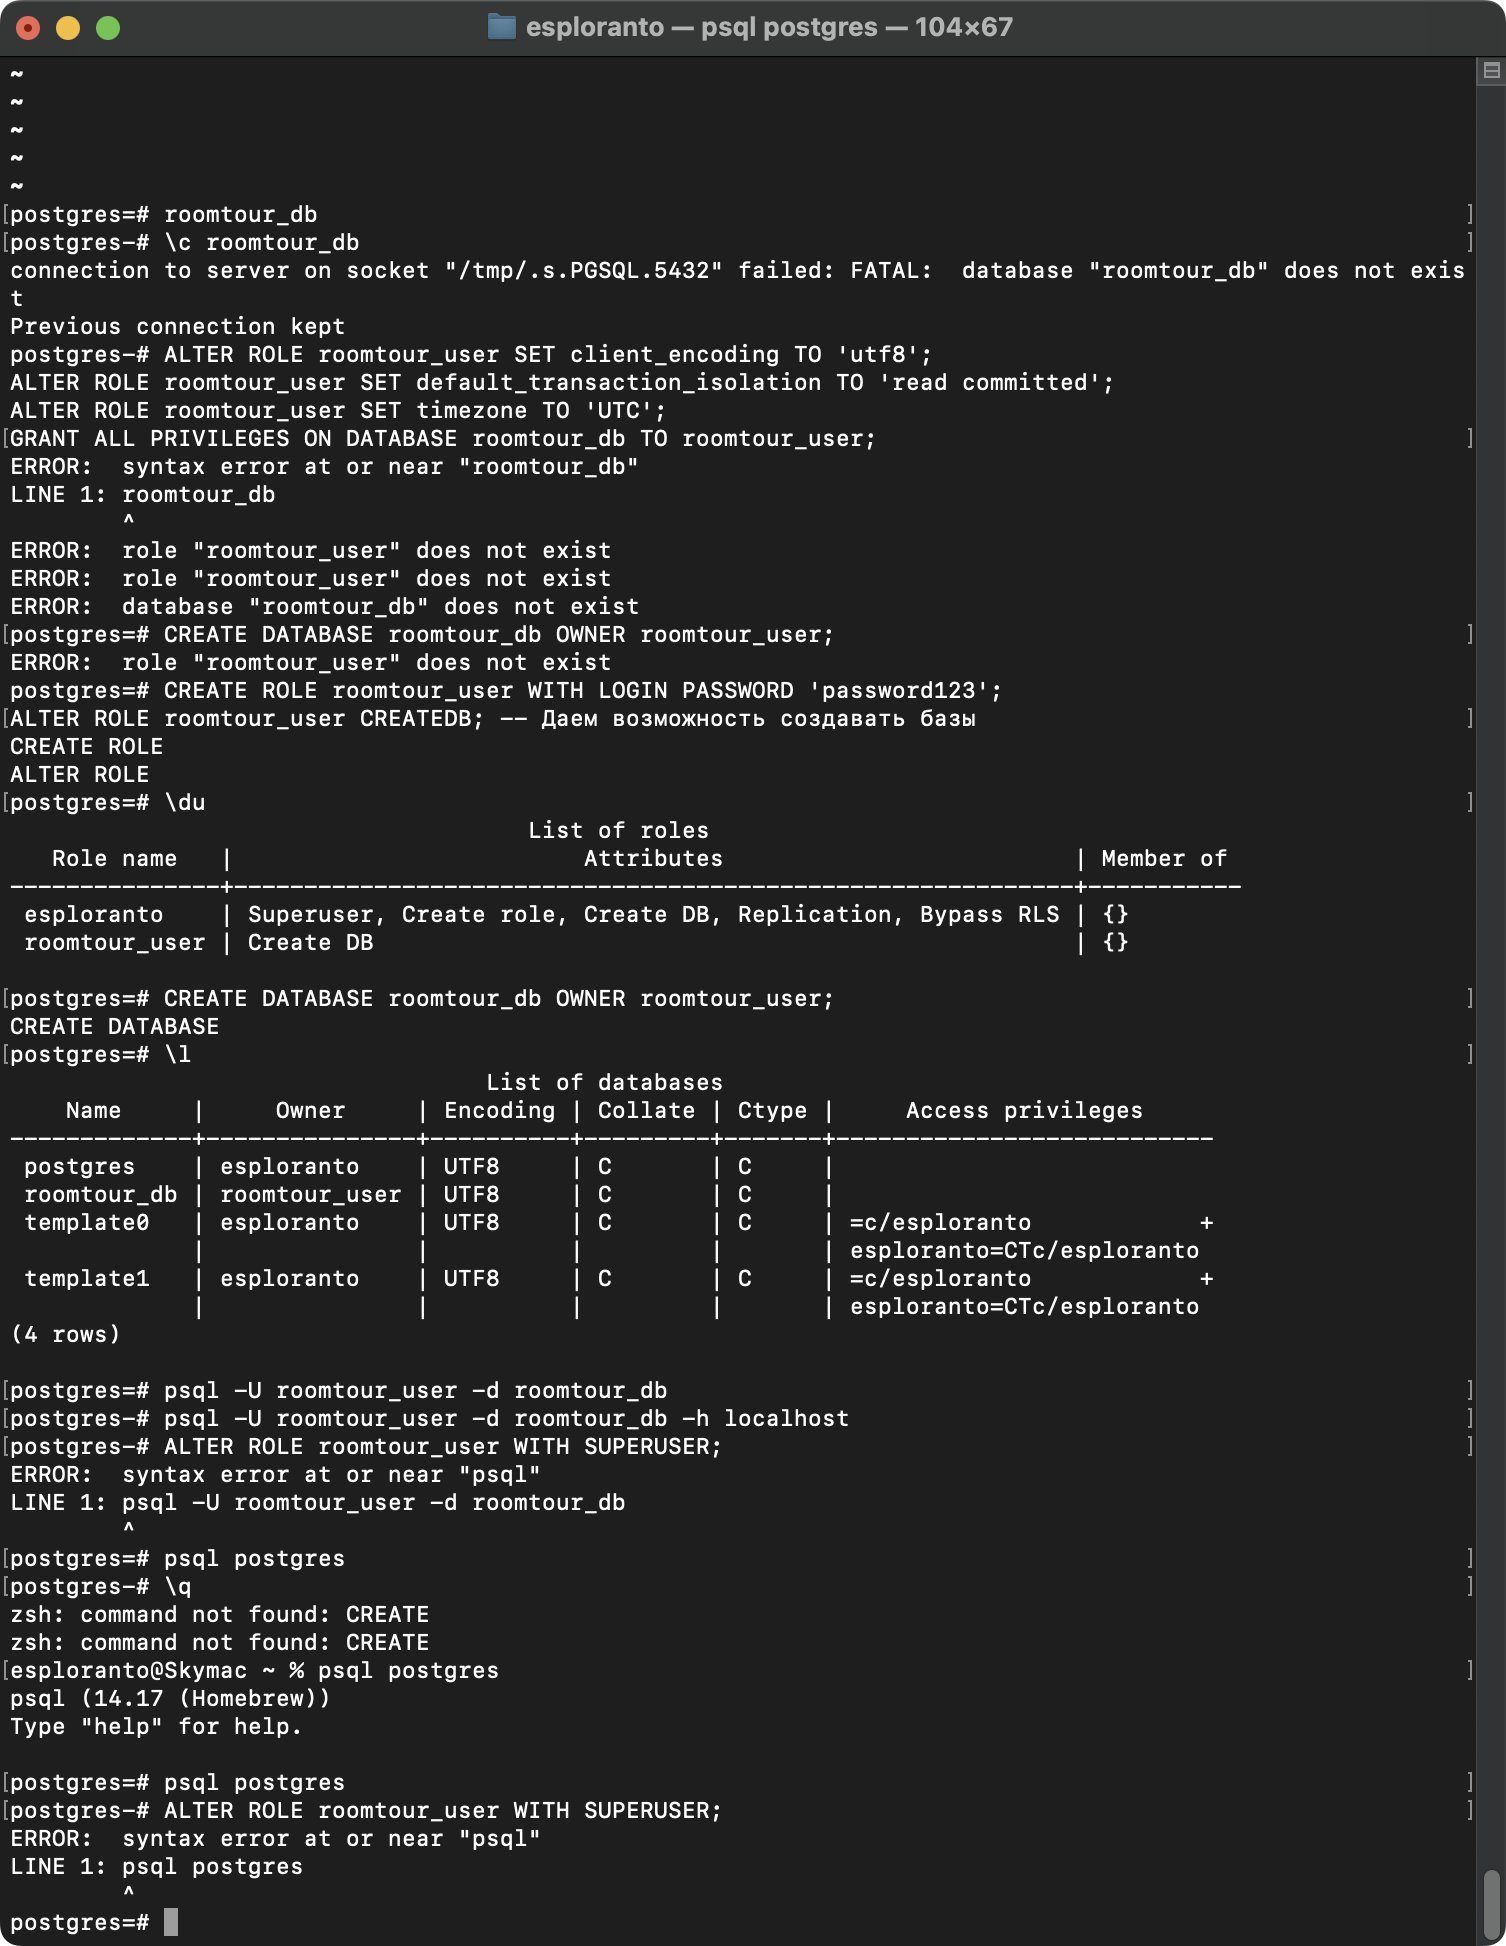 esploranto — psql postgres — 104×67
~
~
~
~
~
[postgres=# roomtour_db ]
[postgres-# \c roomtour_db ]
connection to server on socket "/tmp/.s.PGSQL.5432" failed: FATAL:  database "roomtour_db" does not exis
t
Previous connection kept
postgres-# ALTER ROLE roomtour_user SET client_encoding TO 'utf8';
ALTER ROLE roomtour_user SET default_transaction_isolation TO 'read committed';
ALTER ROLE roomtour_user SET timezone TO 'UTC';
[GRANT ALL PRIVILEGES ON DATABASE roomtour_db TO roomtour_user; ]
ERROR:  syntax error at or near "roomtour_db"
LINE 1: roomtour_db
        ^
ERROR:  role "roomtour_user" does not exist
ERROR:  role "roomtour_user" does not exist
ERROR:  database "roomtour_db" does not exist
[postgres=# CREATE DATABASE roomtour_db OWNER roomtour_user; ]
ERROR:  role "roomtour_user" does not exist
postgres=# CREATE ROLE roomtour_user WITH LOGIN PASSWORD 'password123';
[ALTER ROLE roomtour_user CREATEDB; -- Даем возможность создавать базы ]
CREATE ROLE
ALTER ROLE
[postgres=# \du ]
                                     List of roles
   Role name   |                         Attributes                         | Member of
---------------+------------------------------------------------------------+-----------
 esploranto    | Superuser, Create role, Create DB, Replication, Bypass RLS | {}
 roomtour_user | Create DB                                                  | {}
[postgres=# CREATE DATABASE roomtour_db OWNER roomtour_user; ]
CREATE DATABASE
[postgres=# \l ]
                                  List of databases
    Name     |     Owner     | Encoding | Collate | Ctype |     Access privileges
-------------+---------------+----------+---------+-------+---------------------------
 postgres    | esploranto    | UTF8     | C       | C     |
 roomtour_db | roomtour_user | UTF8     | C       | C     |
 template0   | esploranto    | UTF8     | C       | C     | =c/esploranto            +
             |               |          |         |       | esploranto=CTc/esploranto
 template1   | esploranto    | UTF8     | C       | C     | =c/esploranto            +
             |               |          |         |       | esploranto=CTc/esploranto
(4 rows)
[postgres=# psql -U roomtour_user -d roomtour_db ]
[postgres-# psql -U roomtour_user -d roomtour_db -h localhost ]
[postgres-# ALTER ROLE roomtour_user WITH SUPERUSER; ]
ERROR:  syntax error at or near "psql"
LINE 1: psql -U roomtour_user -d roomtour_db
        ^
[postgres=# psql postgres ]
[postgres-# \q ]
zsh: command not found: CREATE
zsh: command not found: CREATE
[esploranto@Skymac ~ % psql postgres ]
psql (14.17 (Homebrew))
Type "help" for help.
[postgres=# psql postgres ]
[postgres-# ALTER ROLE roomtour_user WITH SUPERUSER; ]
ERROR:  syntax error at or near "psql"
LINE 1: psql postgres
        ^
postgres=#